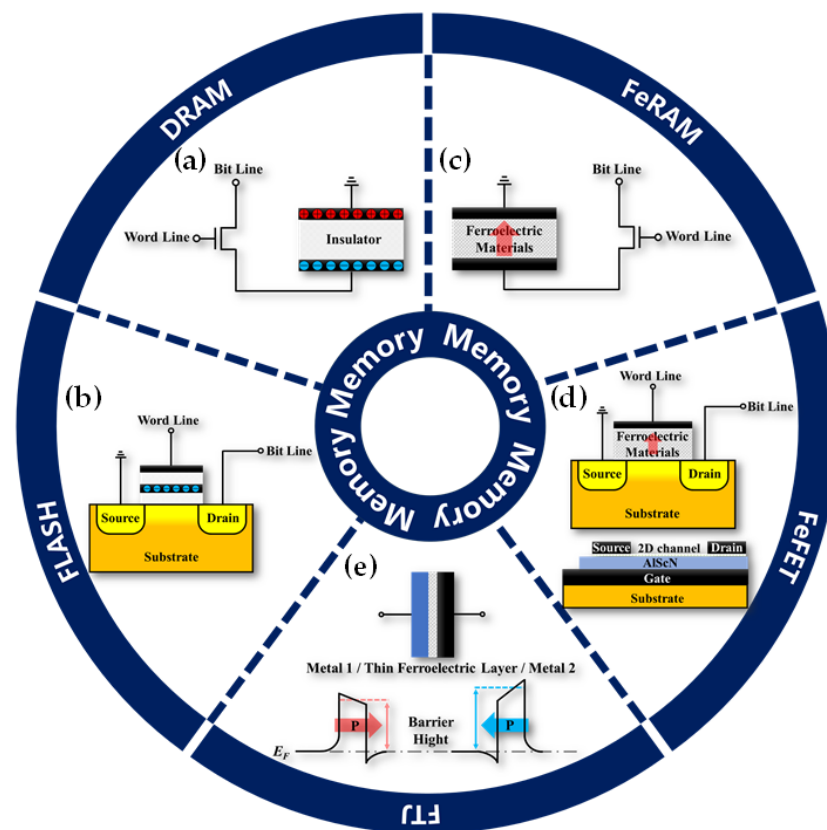 DRAM
(a)
Bit Line
Word Line
Insulator
FeRAM
(c)
Bit Line
Ferroelectric
Materials
Word Line
FLASH
(b)
Word Line
Bit Line
Source
Drain
Substrate
Memory Memory Memory Memory Memory
FeFET
(d)
Word Line
Bit Line
Ferroelectric
Materials
Source
Drain
Substrate
Source 2D channel Drain
AlScN
Gate
Substrate
(e)
Metal 1 / Thin Ferroelectric Layer / Metal 2
P
Barrier
Hight
P
EF
FTJ